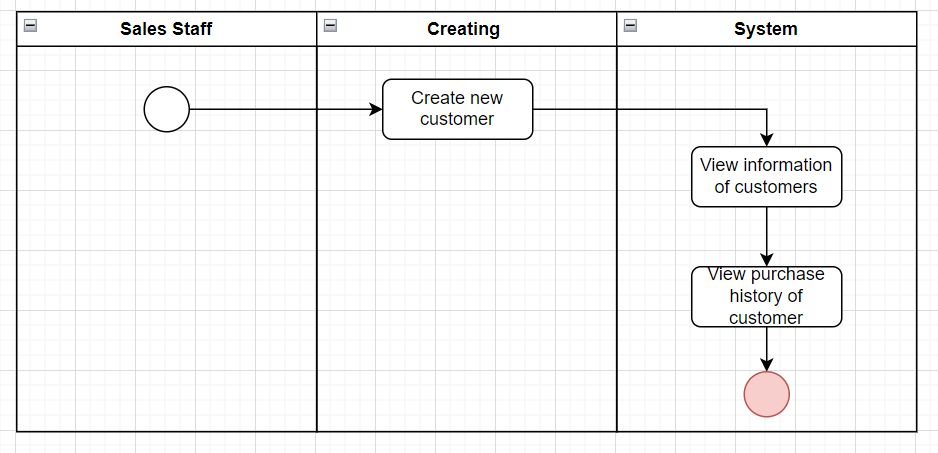 Sales Staff
Creating
System
Create new
customer
View information
of customers
View purchase
history of
customer